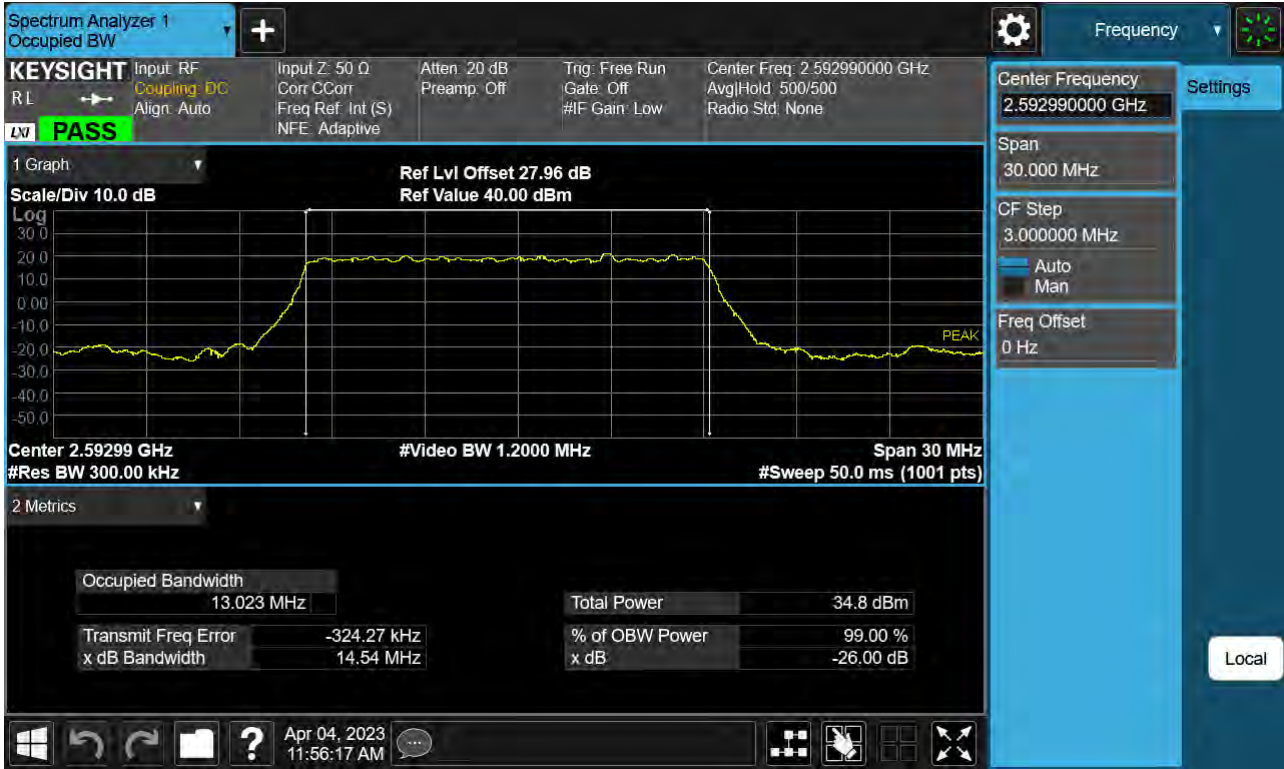 Spectrum Analyzer 1
Occupied BW
Frequency
KEYSIGHT
R L
LXI
PASS
Input: RF
Coupling: DC
Align: Auto
Input Z: 50 Ω
Corr CCorr
Freq Ref: Int (S)
NFE: Adaptive
Atten: 20 dB
Preamp: Off
Trig: Free Run
Gate: Off
#IF Gain: Low
Center Freq: 2.592990000 GHz
Avg|Hold: 500/500
Radio Std: None
1 Graph
Scale/Div 10.0 dB
Ref Lvl Offset 27.96 dB
Ref Value 40.00 dBm
Log
30.0
20.0
10.0
0.00
-10.0
-20.0
-30.0
-40.0
-50.0
PEAK
Center 2.59299 GHz
#Video BW 1.2000 MHz
Span 30 MHz
#Res BW 300.00 kHz
#Sweep 50.0 ms (1001 pts)
2 Metrics
Occupied Bandwidth
13.023 MHz
Total Power 34.8 dBm
Transmit Freq Error -324.27 kHz
% of OBW Power 99.00 %
x dB Bandwidth 14.54 MHz
x dB -26.00 dB
Center Frequency
2.592990000 GHz
Settings
Span
30.000 MHz
CF Step
3.000000 MHz
Auto
Man
Freq Offset
0 Hz
Local
?
Apr 04, 2023
11:56:17 AM